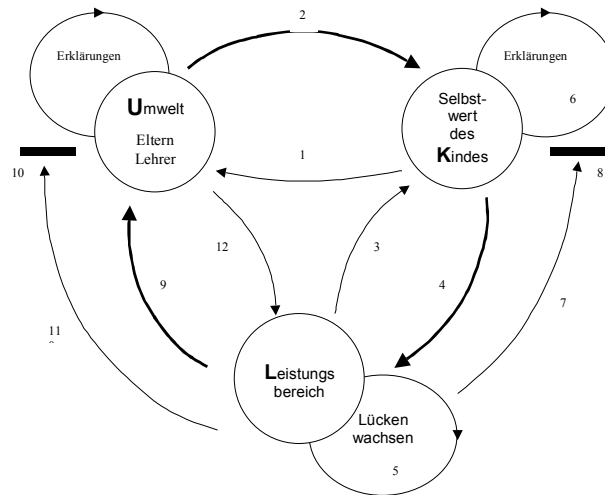 2
Erklärungen
Erklärungen
Umwelt
Eltern
Lehrer
Selbst-
wert
des
Kindes
6
1
10
8
12
3
9
4
7
11
Leistungs
bereich
Lücken
wachsen
5